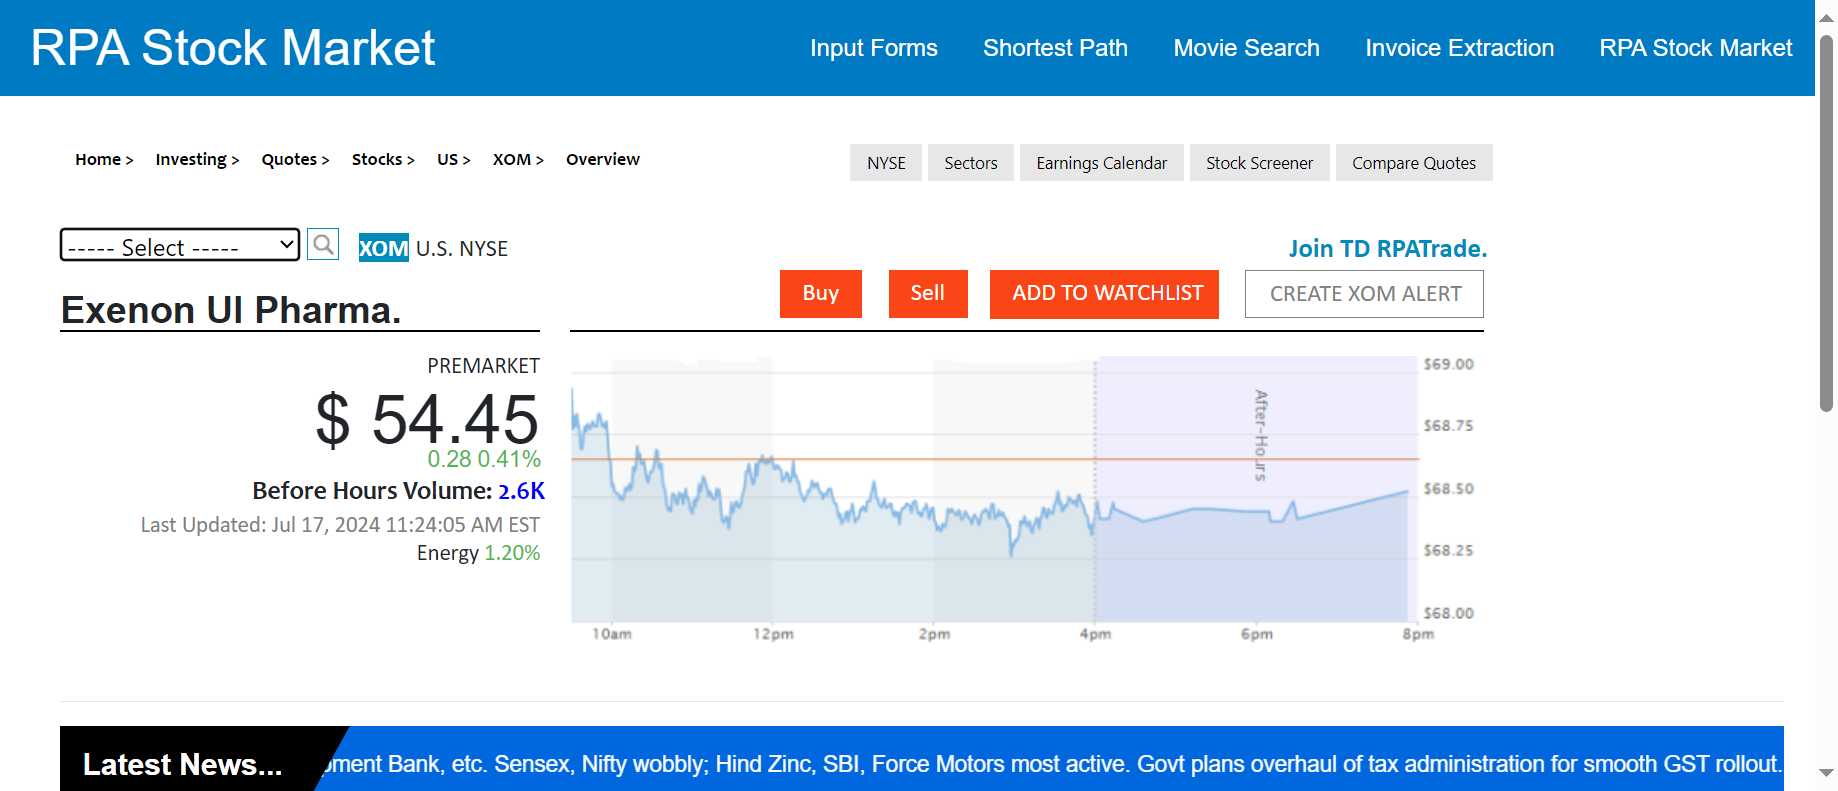 RPA Stock Market
Input Forms Shortest Path Movie Search Invoice Extraction RPA Stock Market
Home > Investing > Quotes > Stocks > US > XOM > Overview
NYSE Sectors Earnings Calendar Stock Screener Compare Quotes
----- Select ----- XOM U.S. NYSE
Join TD RPATrade.
Buy Sell ADD TO WATCHLIST CREATE XOM ALERT
Exenon UI Pharma.
PREMARKET
$ 54.45
0.28 0.41%
Before Hours Volume: 2.6K
Last Updated: Jul 17, 2024 11:24:05 AM EST
Energy 1.20%
After-Hours
$69.00
$68.75
$68.50
$68.25
$68.00
10am 12pm 2pm 4pm 6pm 8pm
Latest News... pment Bank, etc. Sensex, Nifty wobbly; Hind Zinc, SBI, Force Motors most active. Govt plans overhaul of tax administration for smooth GST rollout.